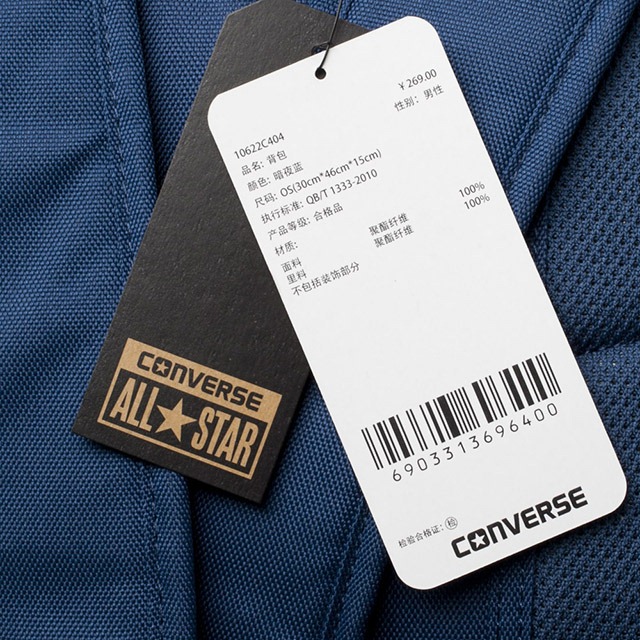 ¥269.00
10622C404
性别: 男性
品名: 背包
颜色: 暗夜蓝
尺码: OS(30cm*46cm*15cm)
执行标准: QB/T 1333-2010
产品等级: 合格品
材质:
面料 聚酯纤维 100%
里料 聚酯纤维 100%
不包括装饰部分
6903313696400
检验合格证: 检
CONVERSE
CONVERSE
ALL STAR